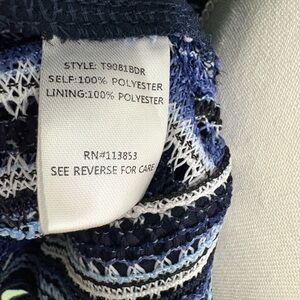 STYLE: T9081BDR
SELF:100% POLYESTER
LINING:100% POLYESTER
RN#113853
SEE REVERSE FOR CARE